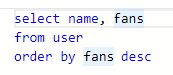 select name, fans
from user
order by fans desc